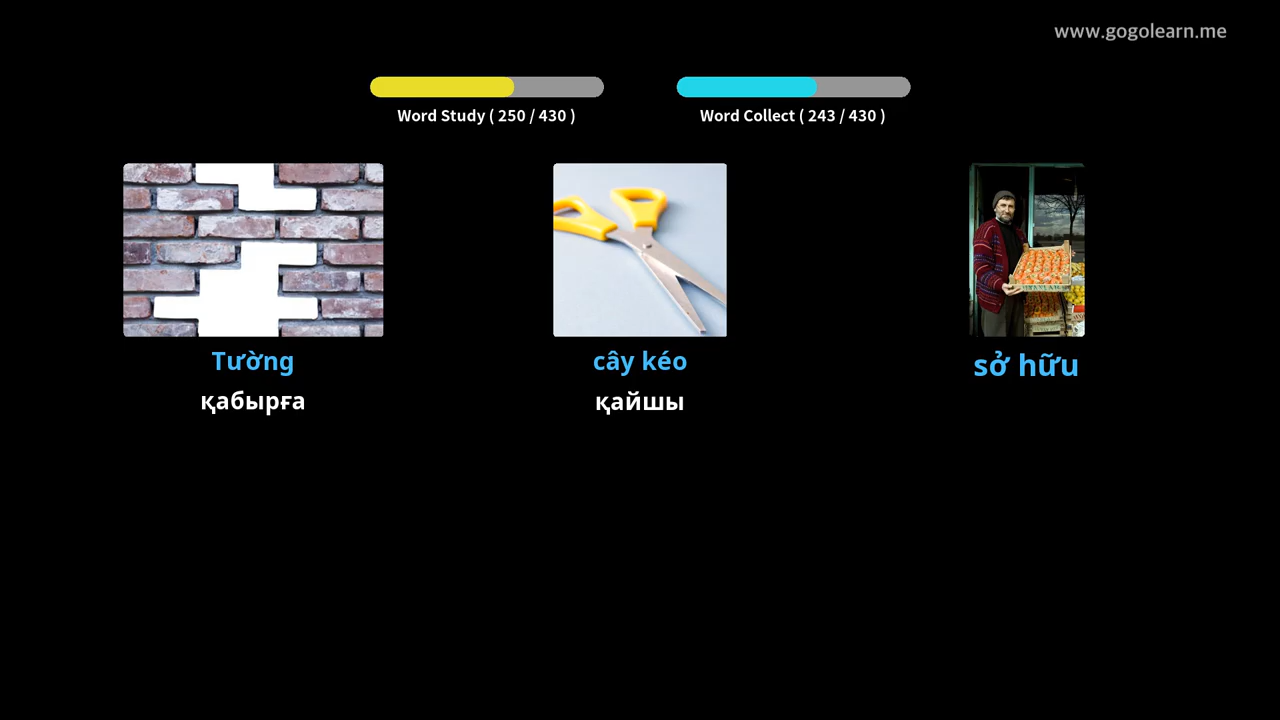 www.gogolearn.me
Word Study ( 250 / 430 )
Word Collect ( 243 / 430 )
Tường
cây kéo
sở hữu
қабырға
қайшы